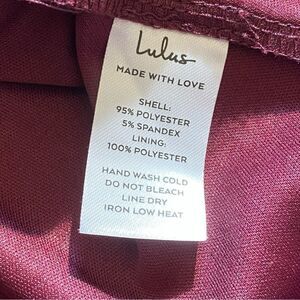 Lulus
MADE WITH LOVE
SHELL:
95% POLYESTER
5% SPANDEX
LINING:
100% POLYESTER
HAND WASH COLD
DO NOT BLEACH
LINE DRY
IRON LOW HEAT